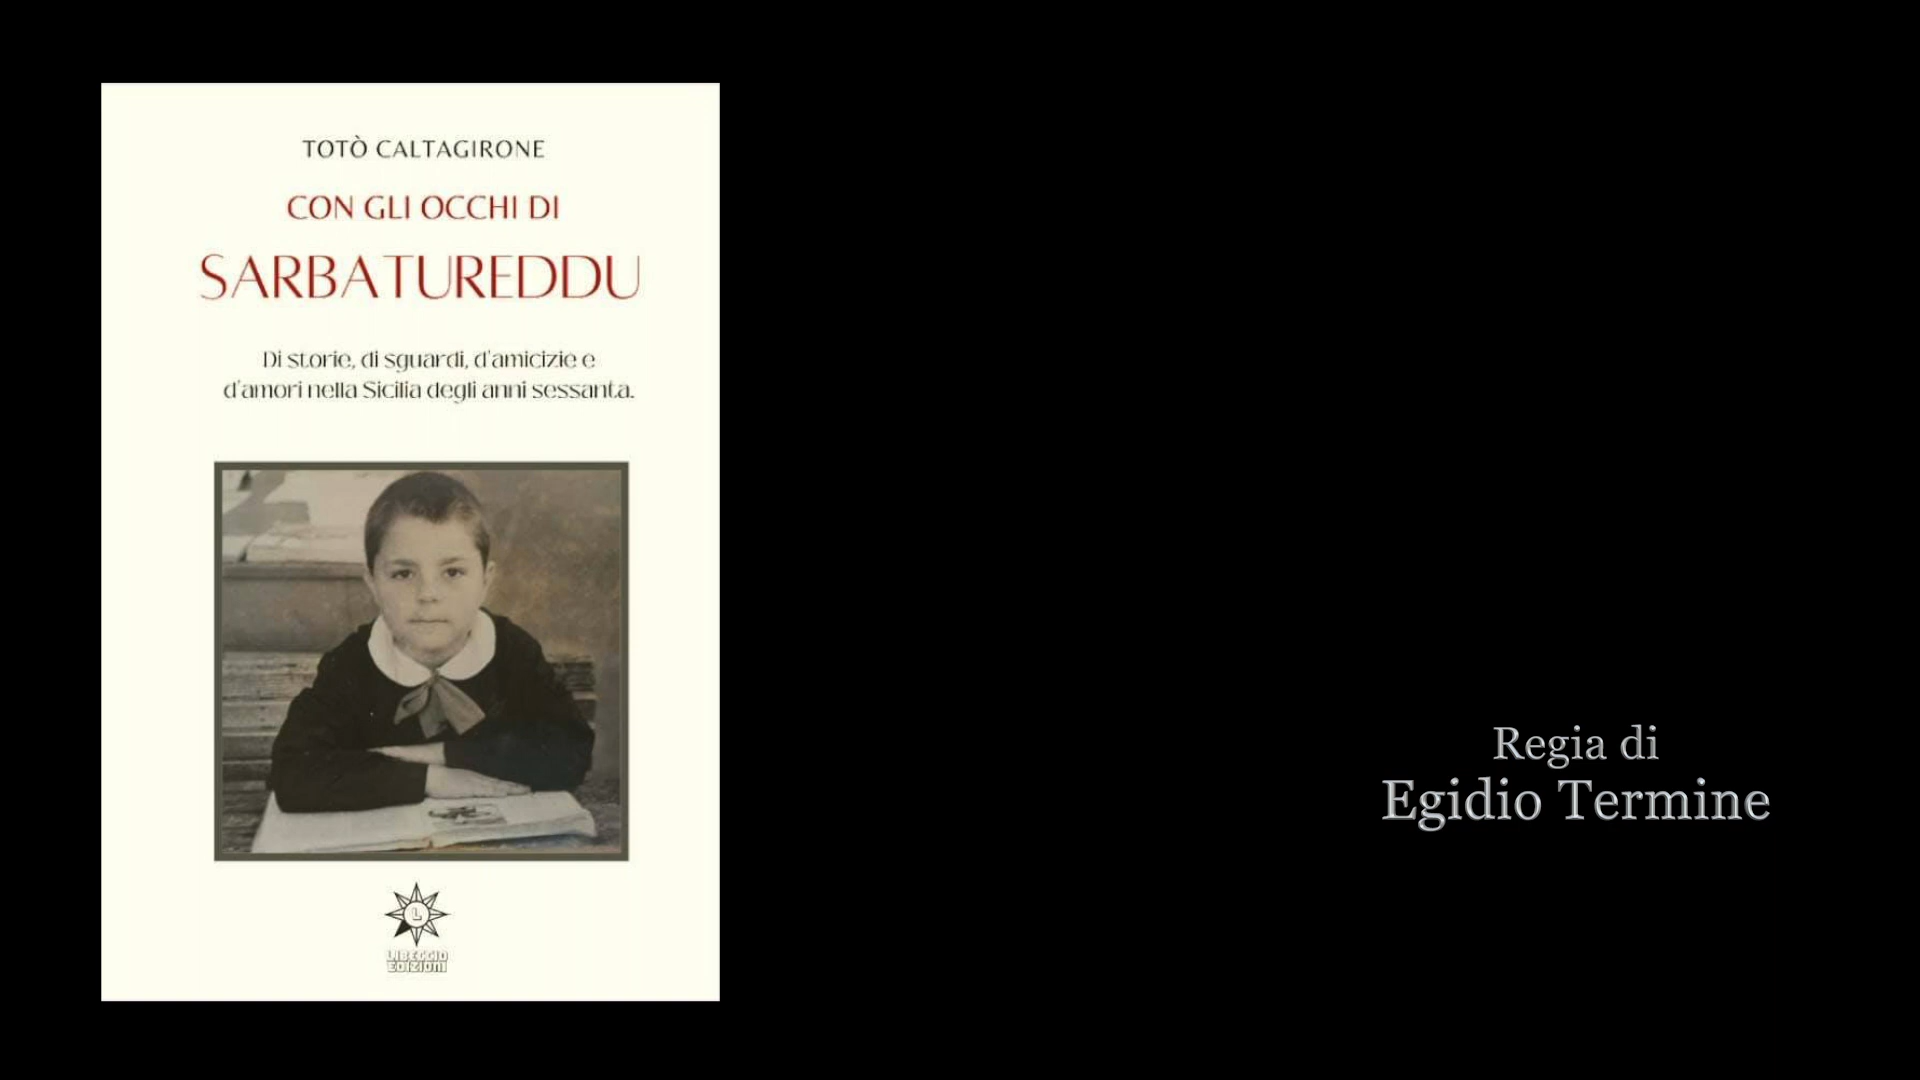 TOTÒ CALTAGIRONE
CON GLI OCCHI DI
SARBATUREDDU
Di storie, di sguardi, d'amicizie e
d'amori nella Sicilia degli anni sessanta.
L
LIBECCIO
EDIZIONI
Regia di
Egidio Termine